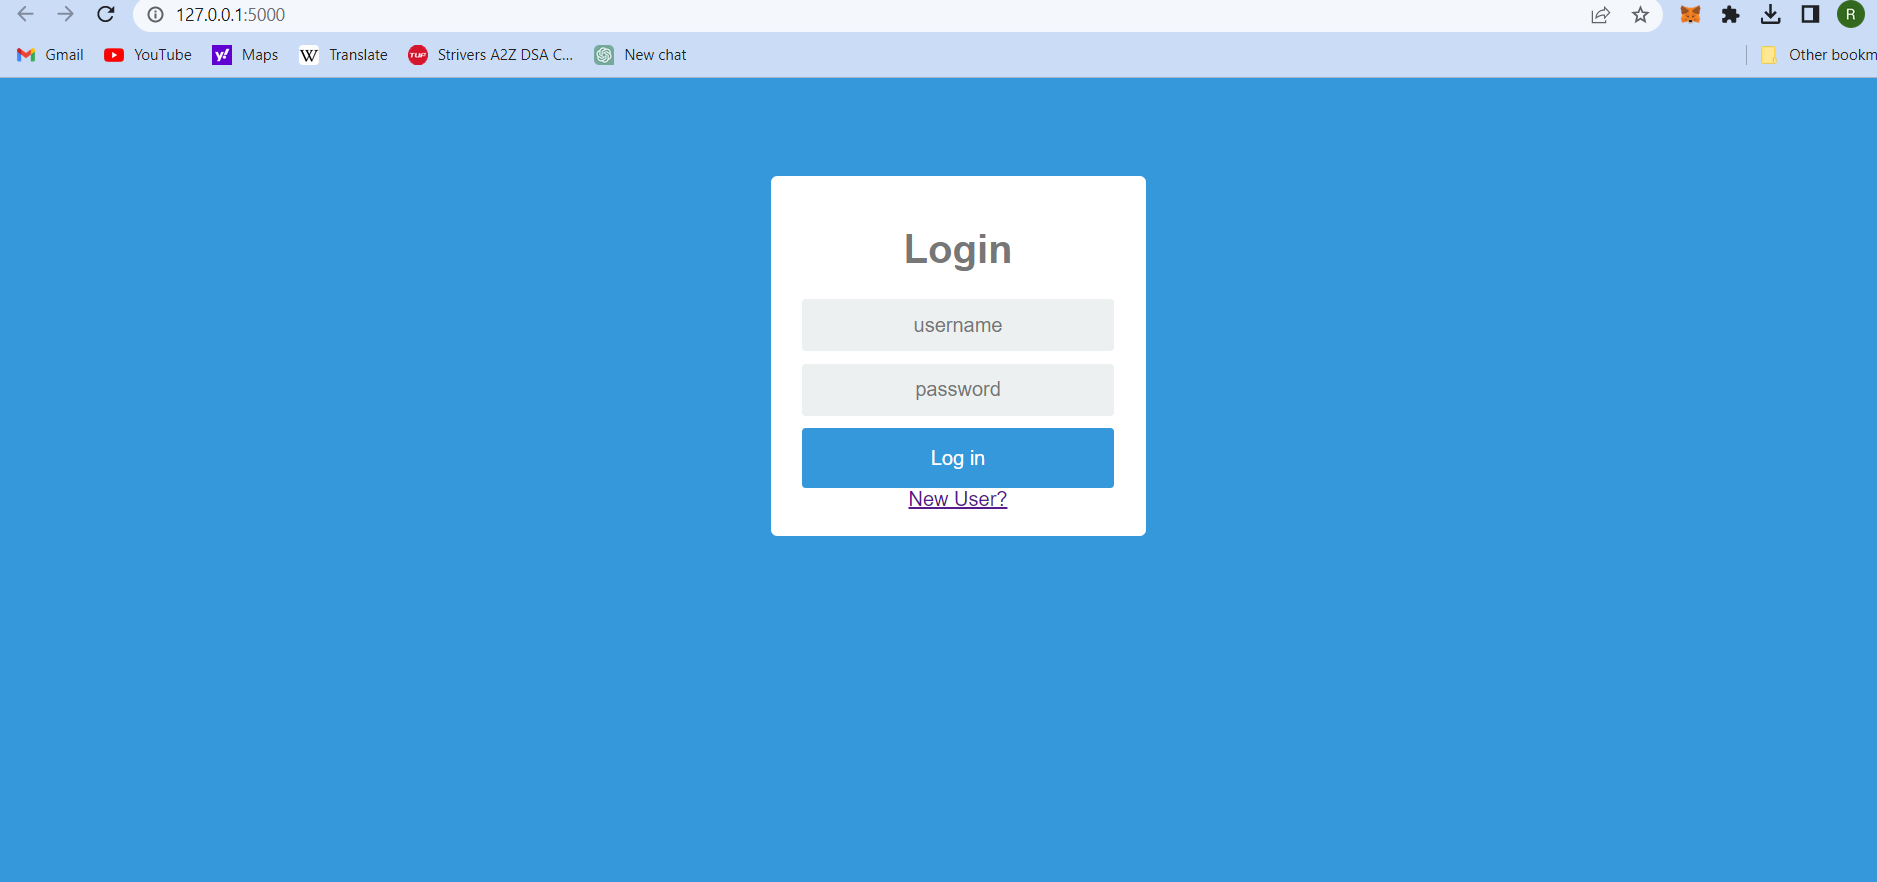 127.0.0.1:5000
R
Gmail YouTube y! Maps W Translate TUF Strivers A2Z DSA C... New chat Other bookm
Login
username
password
Log in
New User?